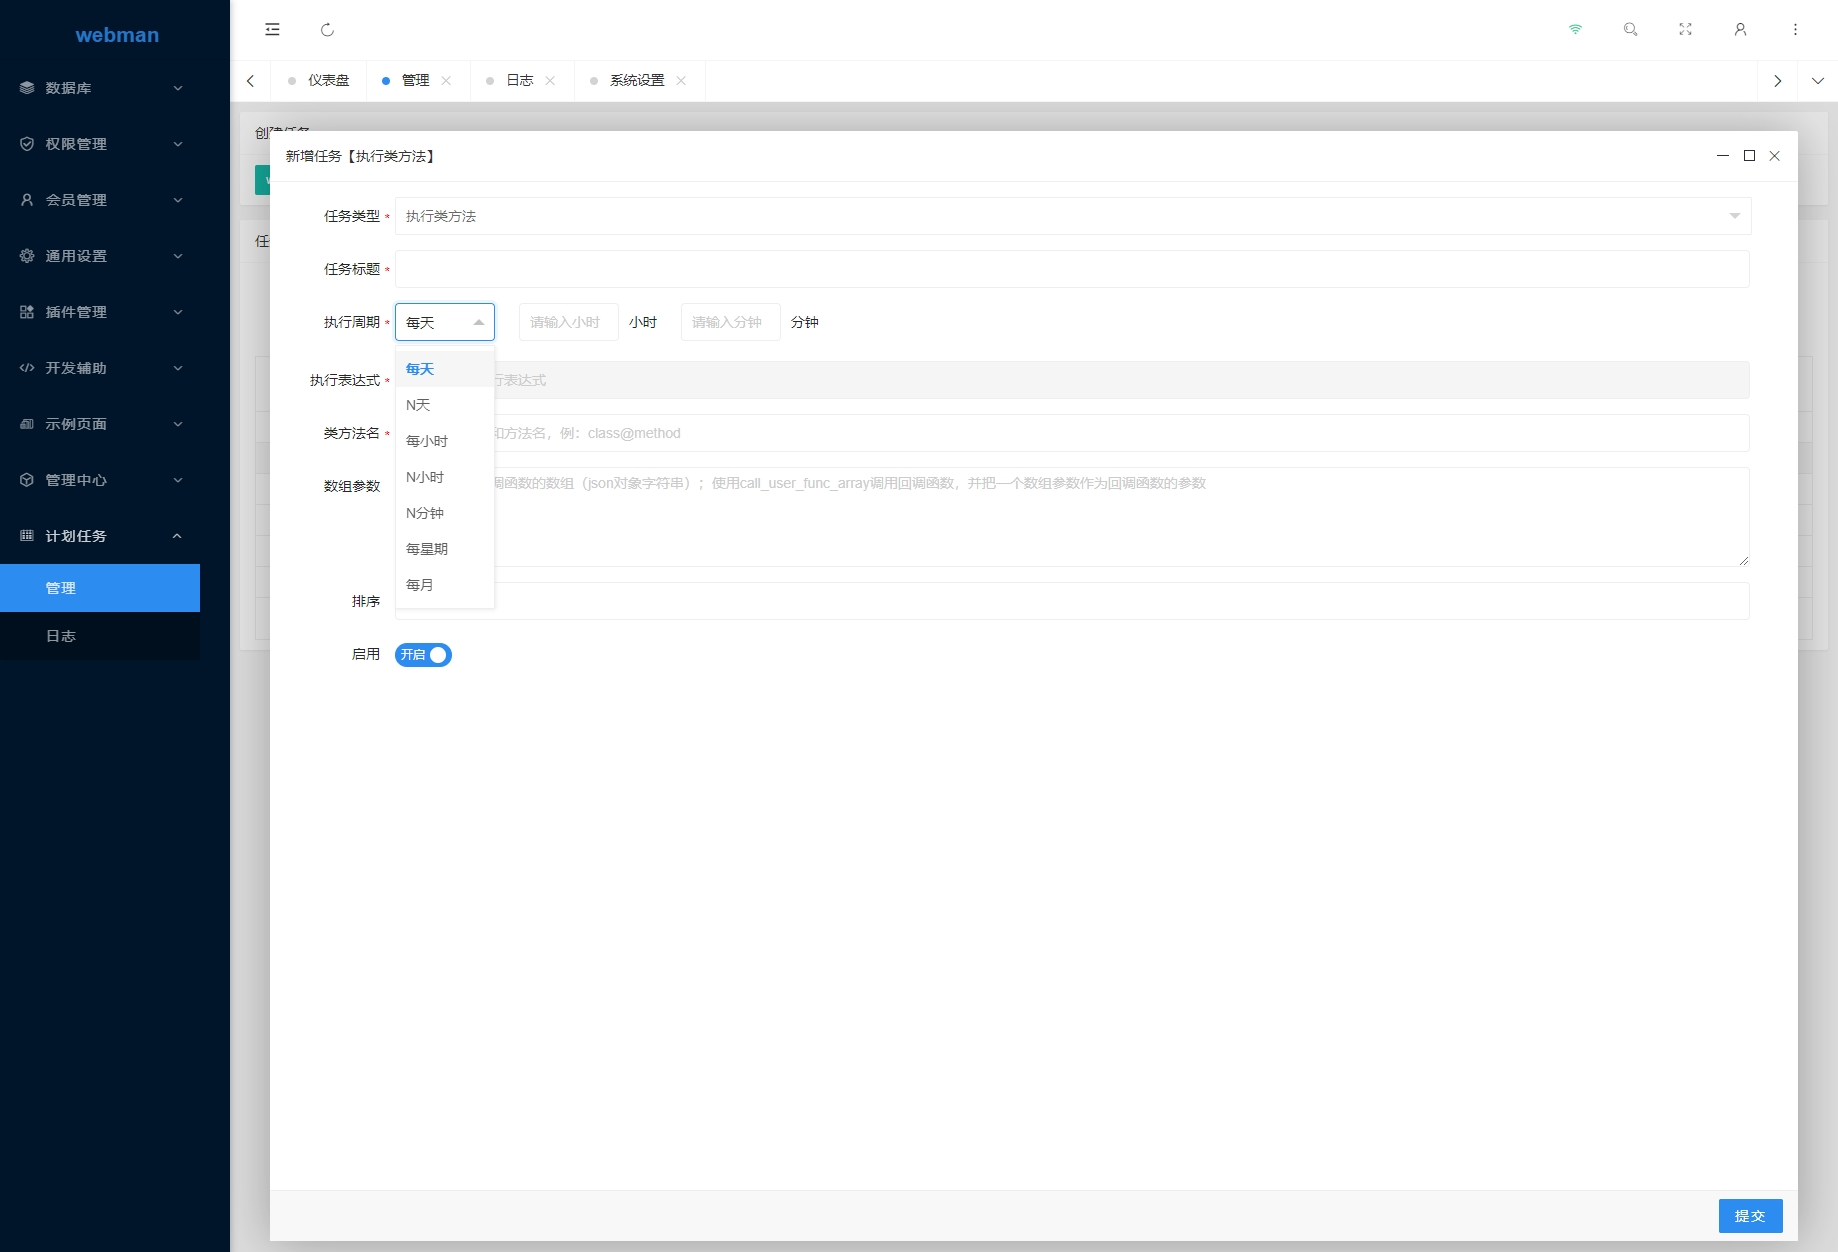 webman
数据库
权限管理
会员管理
通用设置
插件管理
开发辅助
示例页面
管理中心
计划任务
管理
日志
仪表盘
管理
日志
系统设置
新增任务【执行类方法】
任务类型 * 执行类方法
任务标题 *
执行周期 * 每天 请输入小时 小时 请输入分钟 分钟
每天
N天
每小时
N小时
N分钟
每星期
每月
执行表达式 * 行表达式
类方法名 * 和方法名，例：class@method
数组参数 调函数的数组（json对象字符串）；使用call_user_func_array调用回调函数，并把一个数组参数作为回调函数的参数
排序
启用 开启
提交